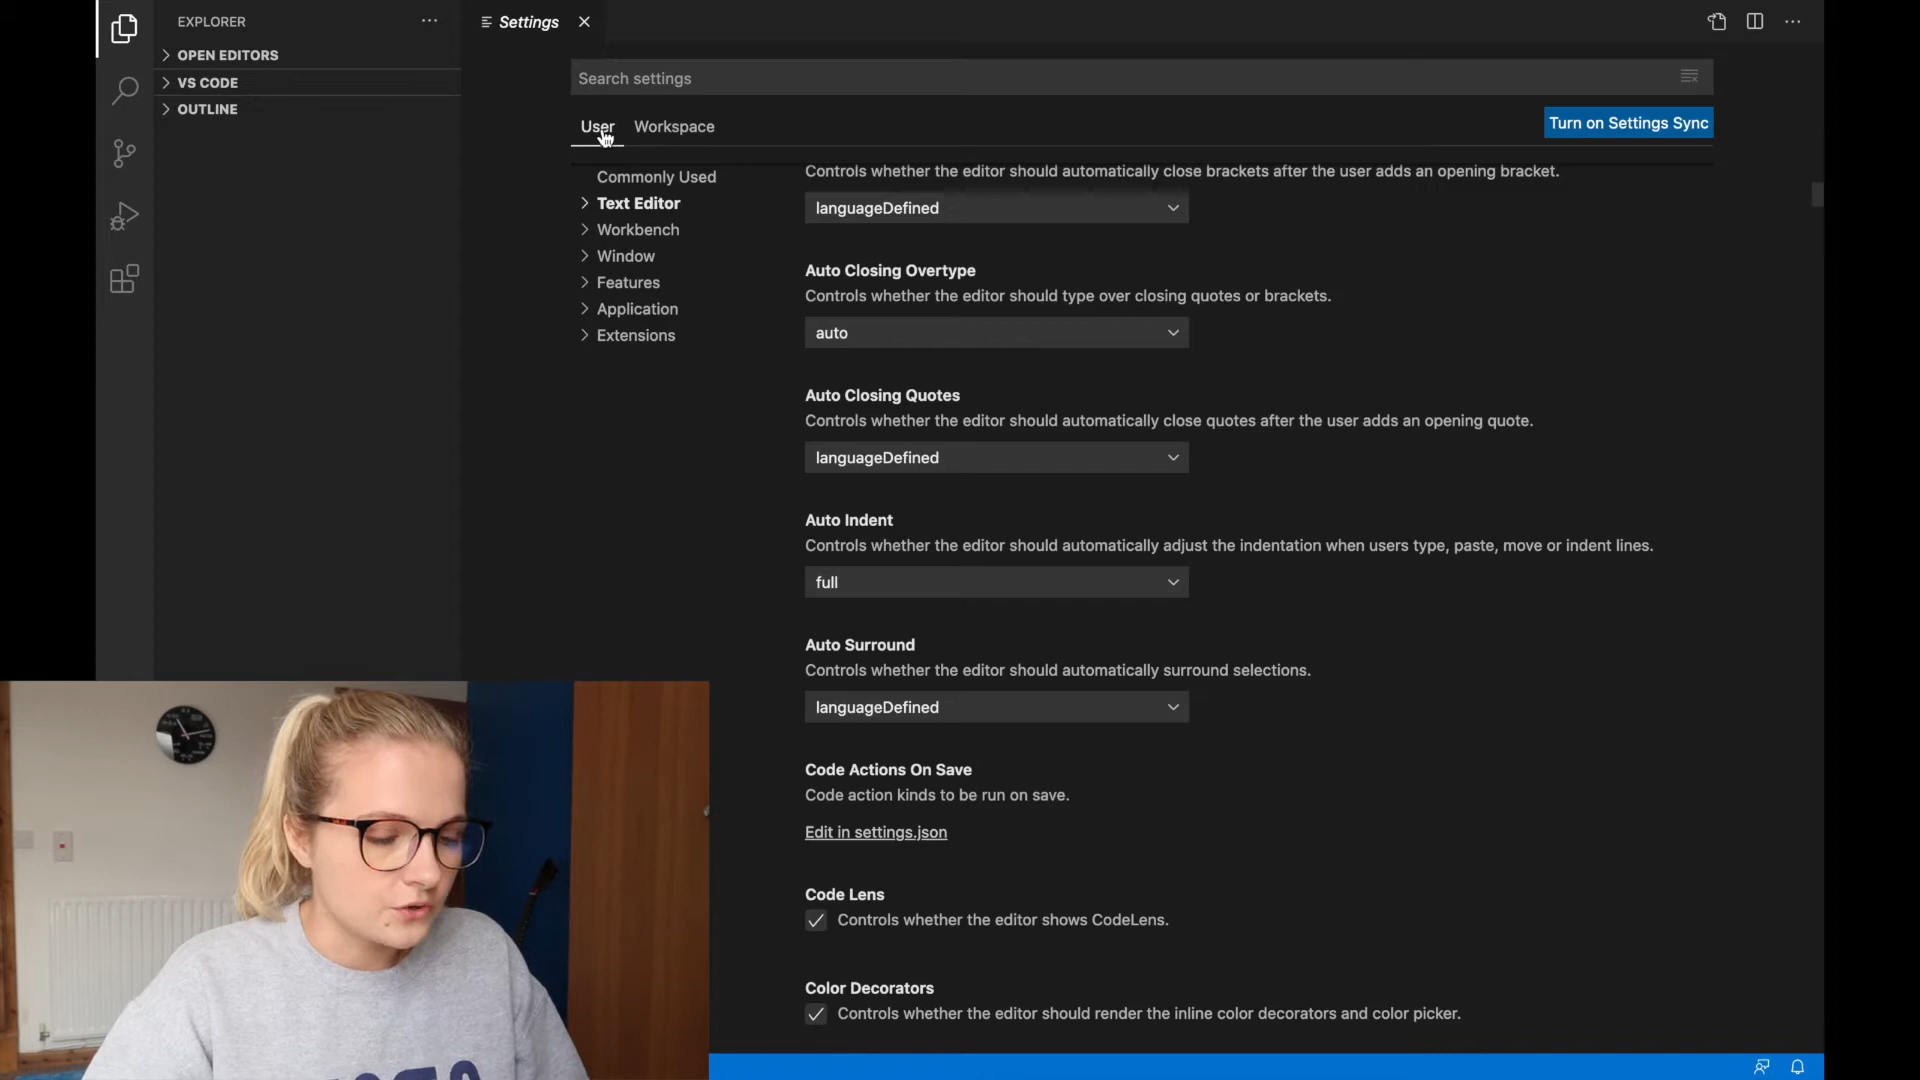 EXPLORER
Settings
OPEN EDITORS
VS CODE
OUTLINE
Search settings
User Workspace
Turn on Settings Sync
Commonly Used
Text Editor
Workbench
Window
Features
Application
Extensions
Controls whether the editor should automatically close brackets after the user adds an opening bracket.
languageDefined
Auto Closing Overtype
Controls whether the editor should type over closing quotes or brackets.
auto
Auto Closing Quotes
Controls whether the editor should automatically close quotes after the user adds an opening quote.
languageDefined
Auto Indent
Controls whether the editor should automatically adjust the indentation when users type, paste, move or indent lines.
full
Auto Surround
Controls whether the editor should automatically surround selections.
languageDefined
Code Actions On Save
Code action kinds to be run on save.
Edit in settings.json
Code Lens
Controls whether the editor shows CodeLens.
Color Decorators
Controls whether the editor should render the inline color decorators and color picker.